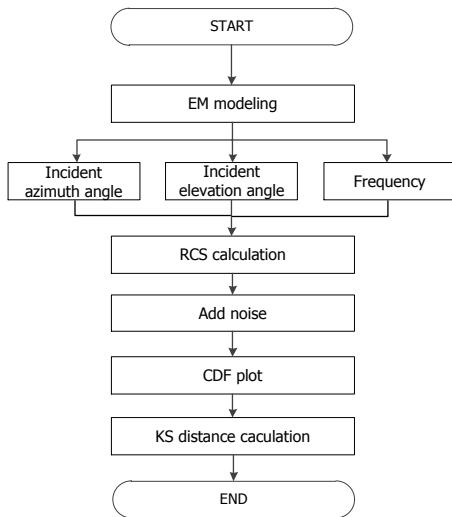 START
EM modeling
Incident
azimuth angle
Incident
elevation angle
Frequency
RCS calculation
Add noise
CDF plot
KS distance caculation
END